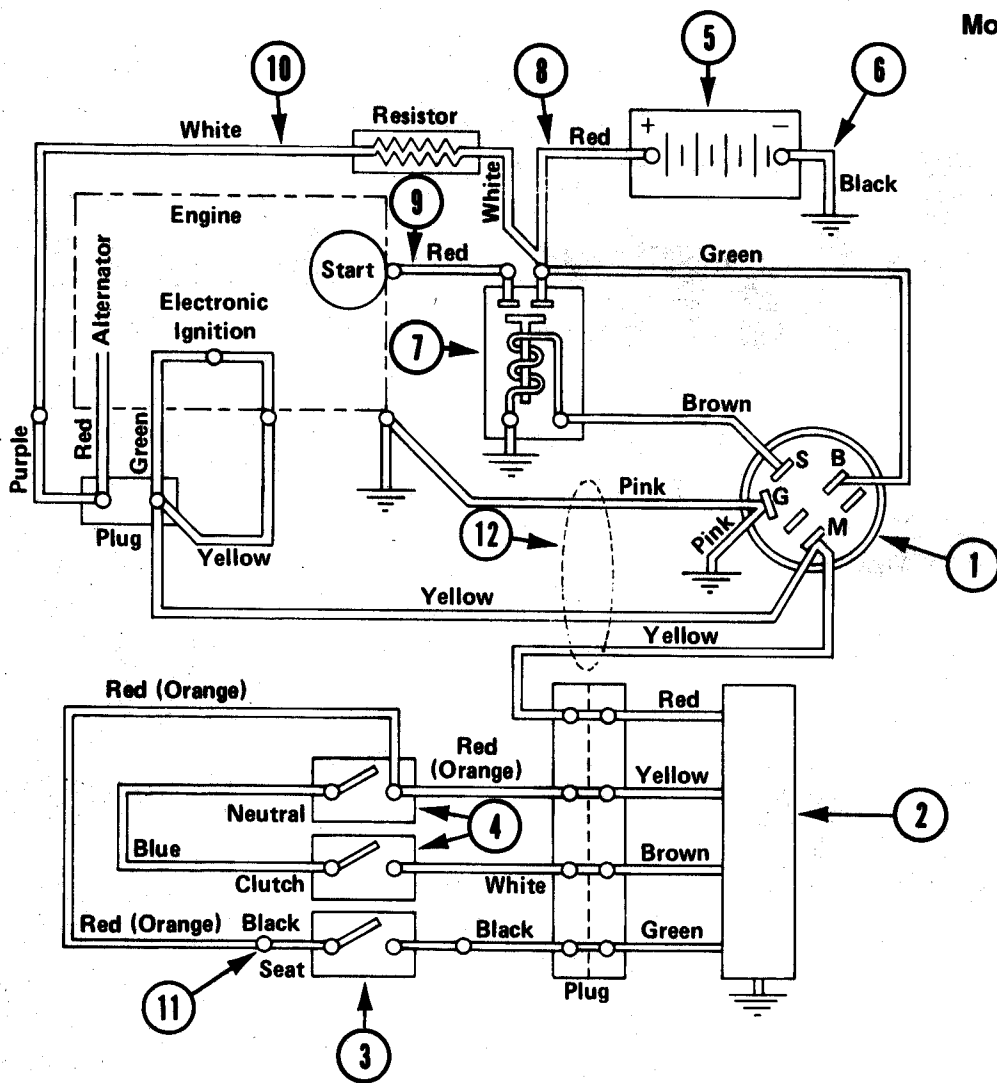 Mo
5
10
8
6
Resistor
White
Red
+
−
White
Black
9
Engine
Red
Green
Start
Alternator
Electronic
Ignition
7
Brown
Purple
Red
Green
S
B
G
M
Pink
Plug
Yellow
12
Pink
1
Yellow
Yellow
Red (Orange)
Red
Red
(Orange)
Yellow
Neutral
4
2
Blue
Clutch
White
Brown
Red (Orange)
Black
Black
Green
Seat
Plug
11
3